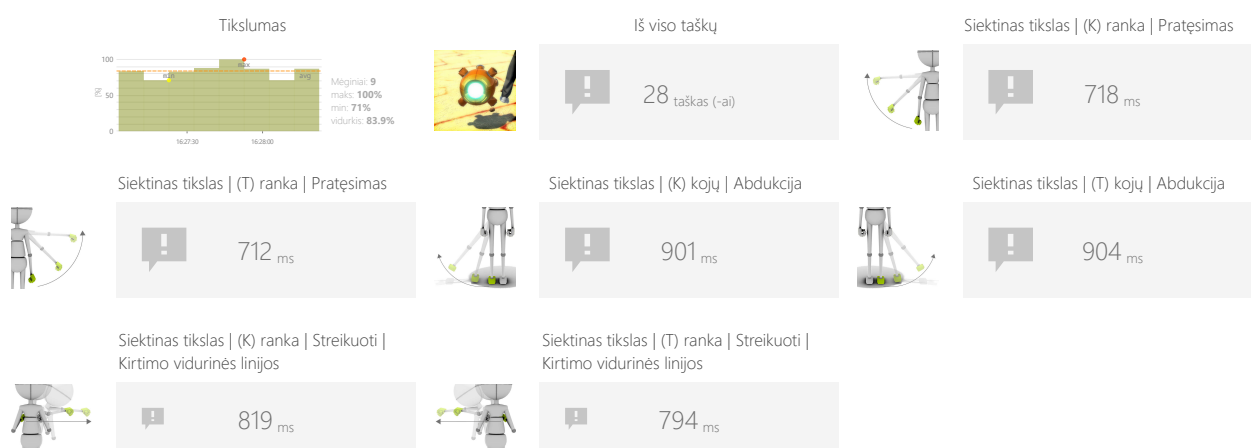 Tikslumas
100
50
(%)
min
max
avg
16:27:30
16:28:00
Mėginiai: 9
maks: 100%
min: 71%
vidurkis: 83.9%
Iš viso taškų
28 taškas (-ai)
Siektinas tikslas | (K) ranka | Pratęsimas
718 ms
Siektinas tikslas | (T) ranka | Pratęsimas
712 ms
Siektinas tikslas | (K) kojų | Abdukcija
901 ms
Siektinas tikslas | (T) kojų | Abdukcija
904 ms
Siektinas tikslas | (K) ranka | Streikuoti |
Kirtimo vidurinės linijos
819 ms
Siektinas tikslas | (T) ranka | Streikuoti |
Kirtimo vidurinės linijos
794 ms